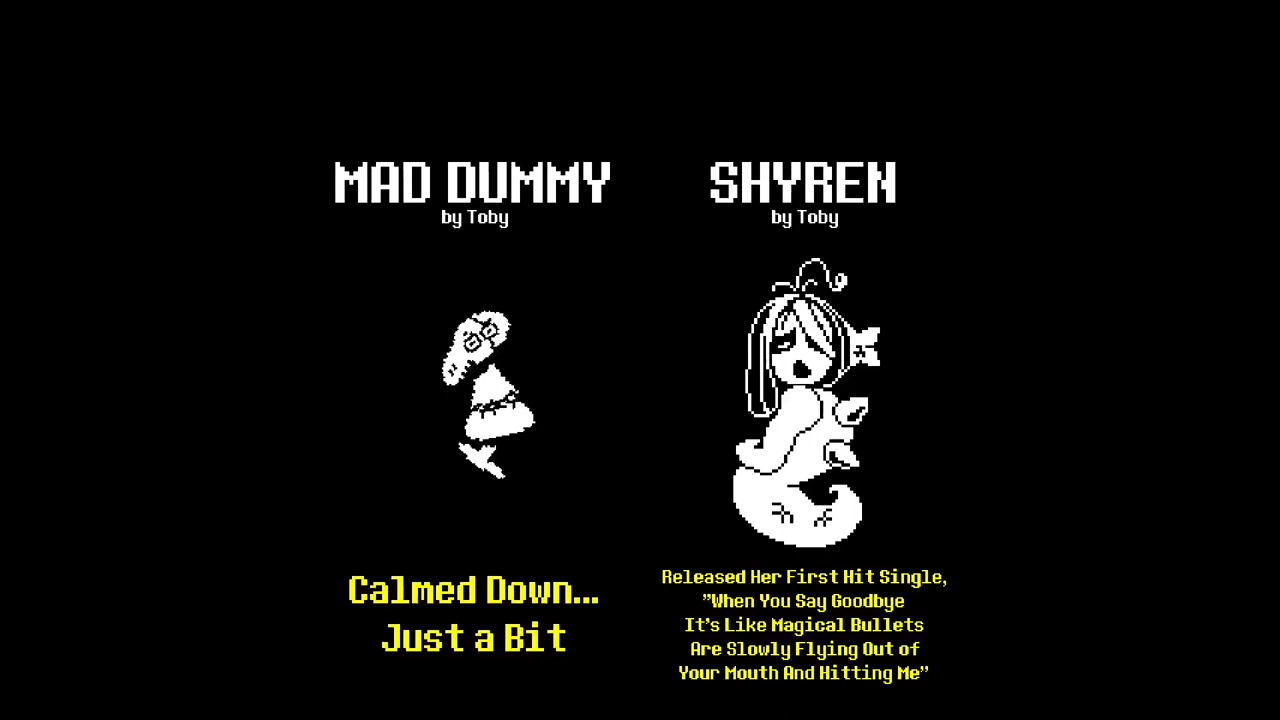 MAD DUMMY
by Toby
Calmed Down...
Just a Bit
SHYREN
by Toby
Released Her First Hit Single,
"When You Say Goodbye
It's Like Magical Bullets
Are Slowly Flying Out of
Your Mouth And Hitting Me"